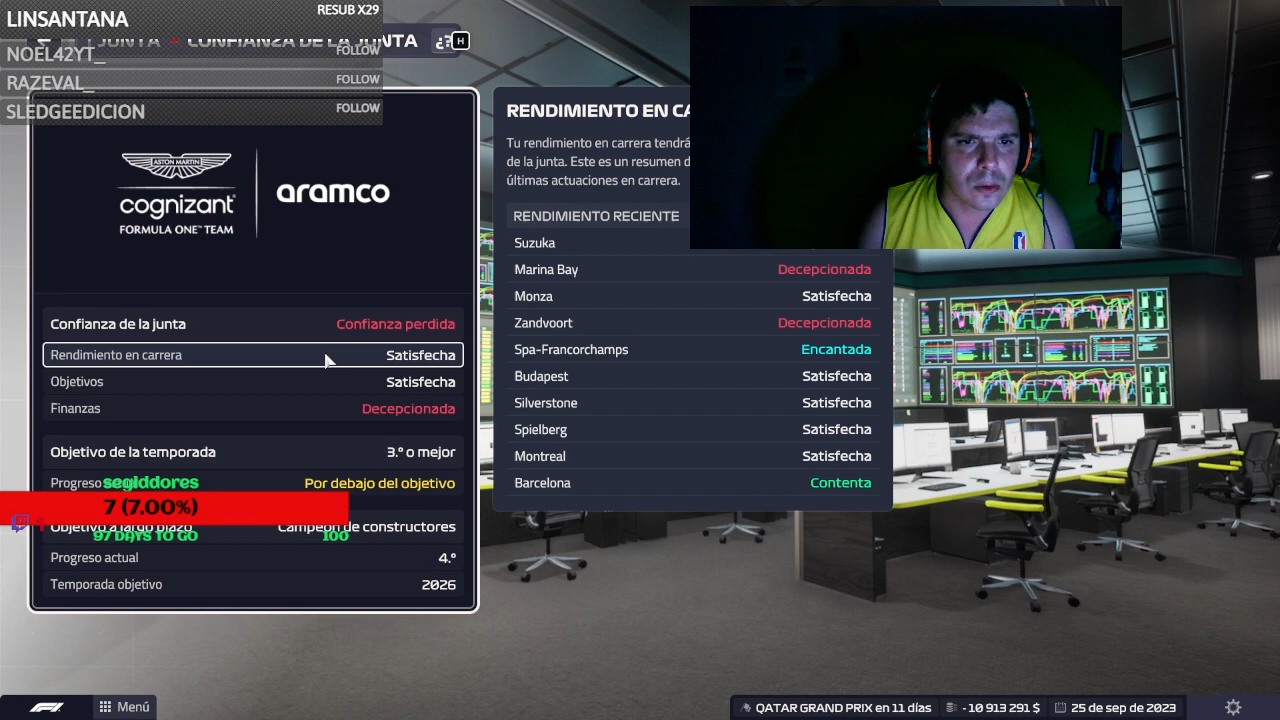 LINSANTANA
RESUB X29
NOEL42YT_
FOLLOW
RAZEVAL_
FOLLOW
SLEDGEEDICION
FOLLOW
JUNTA
CONFIANZA DE LA JUNTA
H
ASTON MARTIN
cognizant
FORMULA ONE™ TEAM
aramco
Confianza de la junta
Confianza perdida
Rendimiento en carrera
Satisfecha
Objetivos
Satisfecha
Finanzas
Decepcionada
Objetivo de la temporada
3.º o mejor
Progreso
Por debajo del objetivo
segiddores
7 (7.00%)
97 DAYS TO GO
100
Objetivo a largo plazo
Campeón de constructores
Progreso actual
4.º
Temporada objetivo
2026
RENDIMIENTO EN CA
Tu rendimiento en carrera tendrá
de la junta. Este es un resumen d
últimas actuaciones en carrera.
RENDIMIENTO RECIENTE
Suzuka
Marina Bay
Decepcionada
Monza
Satisfecha
Zandvoort
Decepcionada
Spa-Francorchamps
Encantada
Budapest
Satisfecha
Silverstone
Satisfecha
Spielberg
Satisfecha
Montreal
Satisfecha
Barcelona
Contenta
Menú
QATAR GRAND PRIX en 11 días
-10 913 291 $
25 de sep de 2023